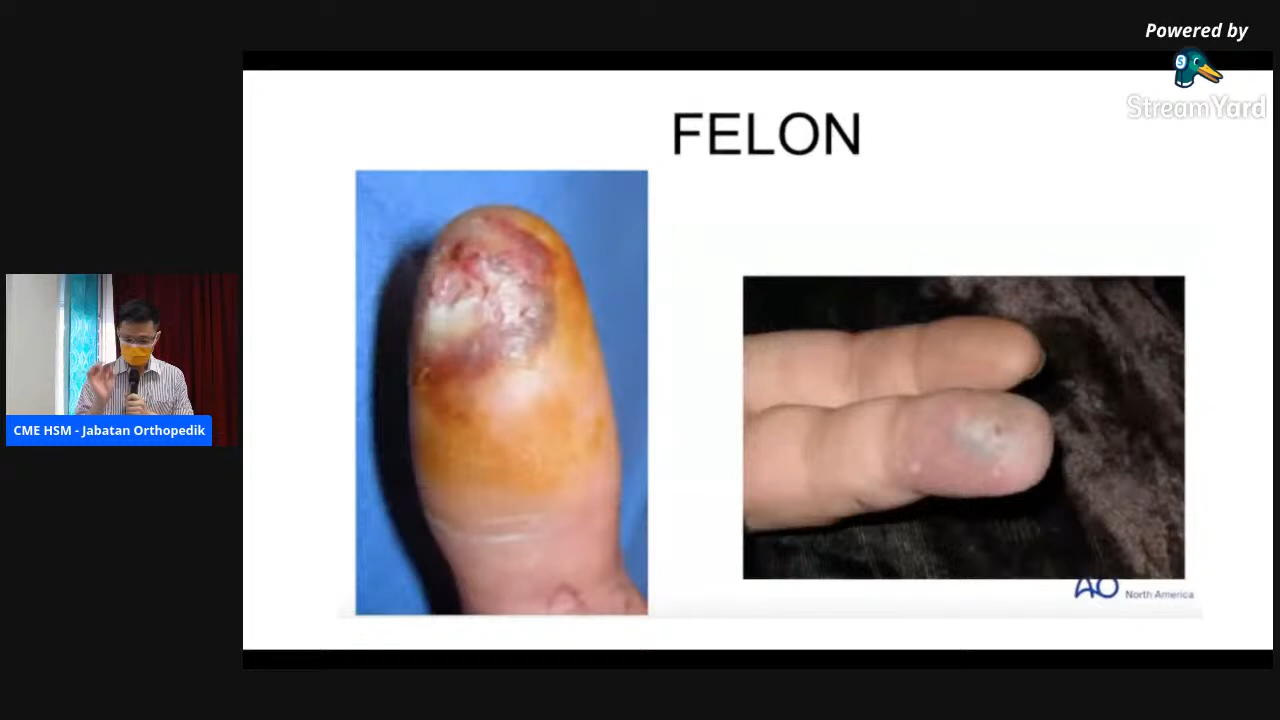 Powered by
StreamYard
FELON
CME HSM - Jabatan Orthopedik
AO North America